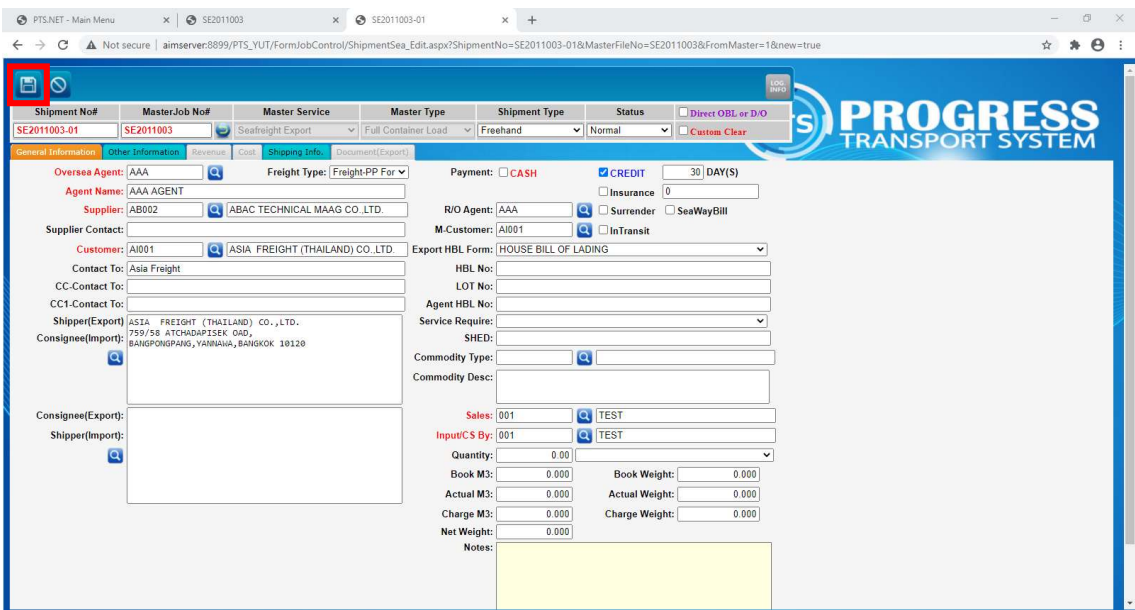 PTS.NET - Main Menu SE2011003 SE2011003-01
Not secure | aimserver:8899/PTS_YUT/FormJobControl/ShipmentSea_Edit.aspx?ShipmentNo=SE2011003-01&MasterFileNo=SE2011003&FromMaster=1&new=true
LOG INFO
Shipment No# MasterJob No# Master Service Master Type Shipment Type Status Direct OBL or D/O
SE2011003-01 SE2011003 Seafreight Export Full Container Load Freehand Normal Custom Clear
PROGRESS
TRANSPORT SYSTEM
General Information Other Information Revenue Cost Shipping Info. Document(Export)
Oversea Agent: AAA Freight Type: Freight-PP For Payment: CASH CREDIT 30 DAY(S)
Agent Name: AAA AGENT Insurance 0
Supplier: AB002 ABAC TECHNICAL MAAG CO.,LTD. R/O Agent: AAA Surrender SeaWayBill
Supplier Contact: M-Customer: AI001 InTransit
Customer: AI001 ASIA FREIGHT (THAILAND) CO.,LTD. Export HBL Form: HOUSE BILL OF LADING
Contact To: Asia Freight HBL No:
CC-Contact To: LOT No:
CC1-Contact To: Agent HBL No:
Shipper(Export) ASIA FREIGHT (THAILAND) CO.,LTD. Service Require:
759/58 ATCHADAPISEK OAD,
Consignee(Import): BANGPONGPANG,YANNAWA,BANGKOK 10120 SHED:
Commodity Type:
Commodity Desc:
Consignee(Export): Sales: 001 TEST
Shipper(Import): Input/CS By: 001 TEST
Quantity: 0.00
Book M3: 0.000 Book Weight: 0.000
Actual M3: 0.000 Actual Weight: 0.000
Charge M3: 0.000 Charge Weight: 0.000
Net Weight: 0.000
Notes: